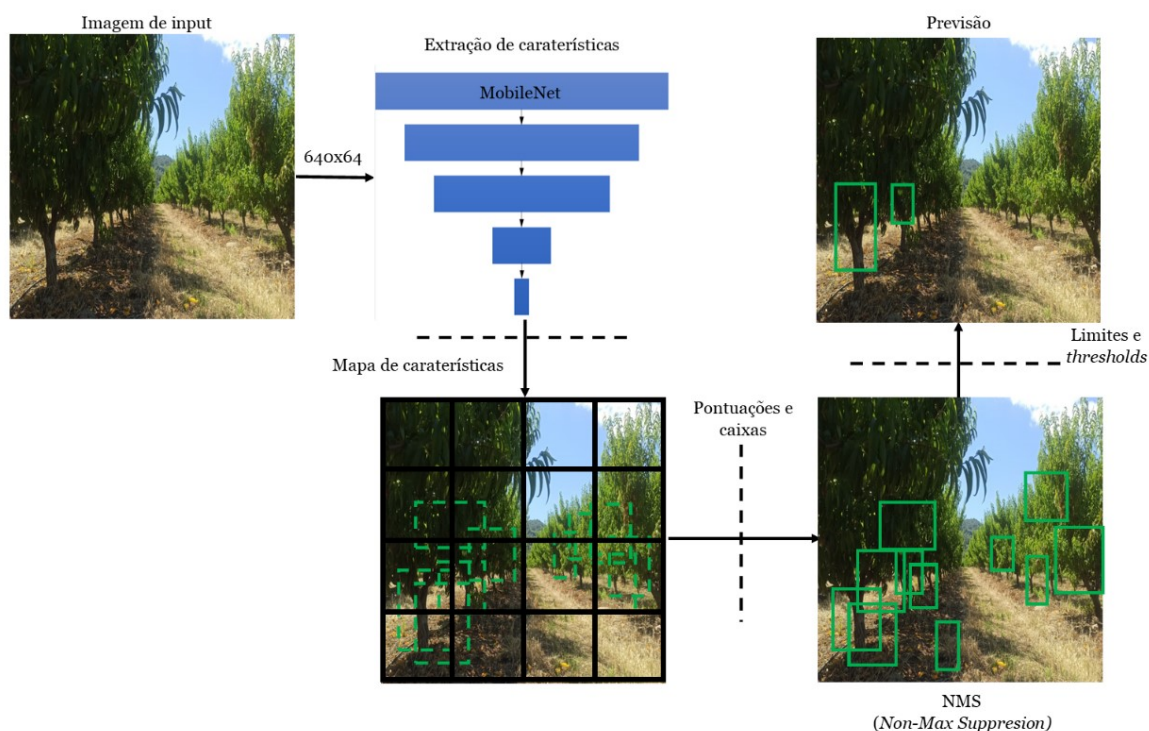 Imagem de input
Extração de caraterísticas
MobileNet
640x64
Previsão
Mapa de caraterísticas
Pontuações e
caixas
Limites e
thresholds
NMS
(Non-Max Suppresion)